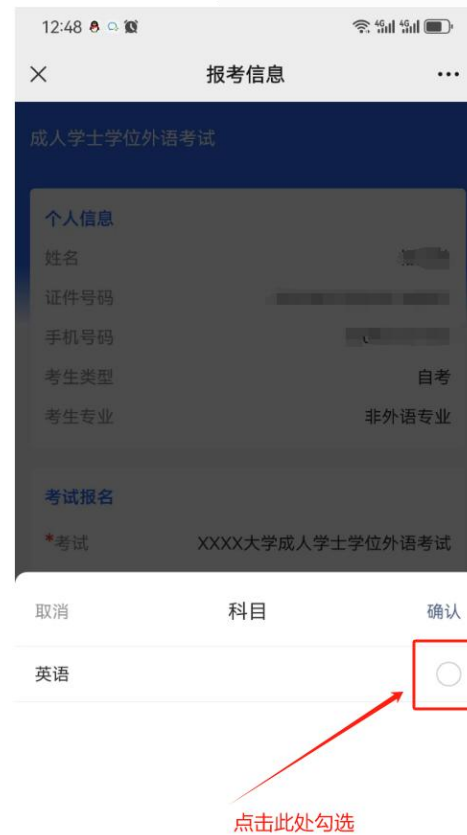 12:48
4G 4G
报考信息
成人学士学位外语考试
个人信息
姓名
证件号码
手机号码
考生类型 自考
考生专业 非外语专业
考试报名
*考试 XXXX大学成人学士学位外语考试
取消 科目 确认
英语
点击此处勾选